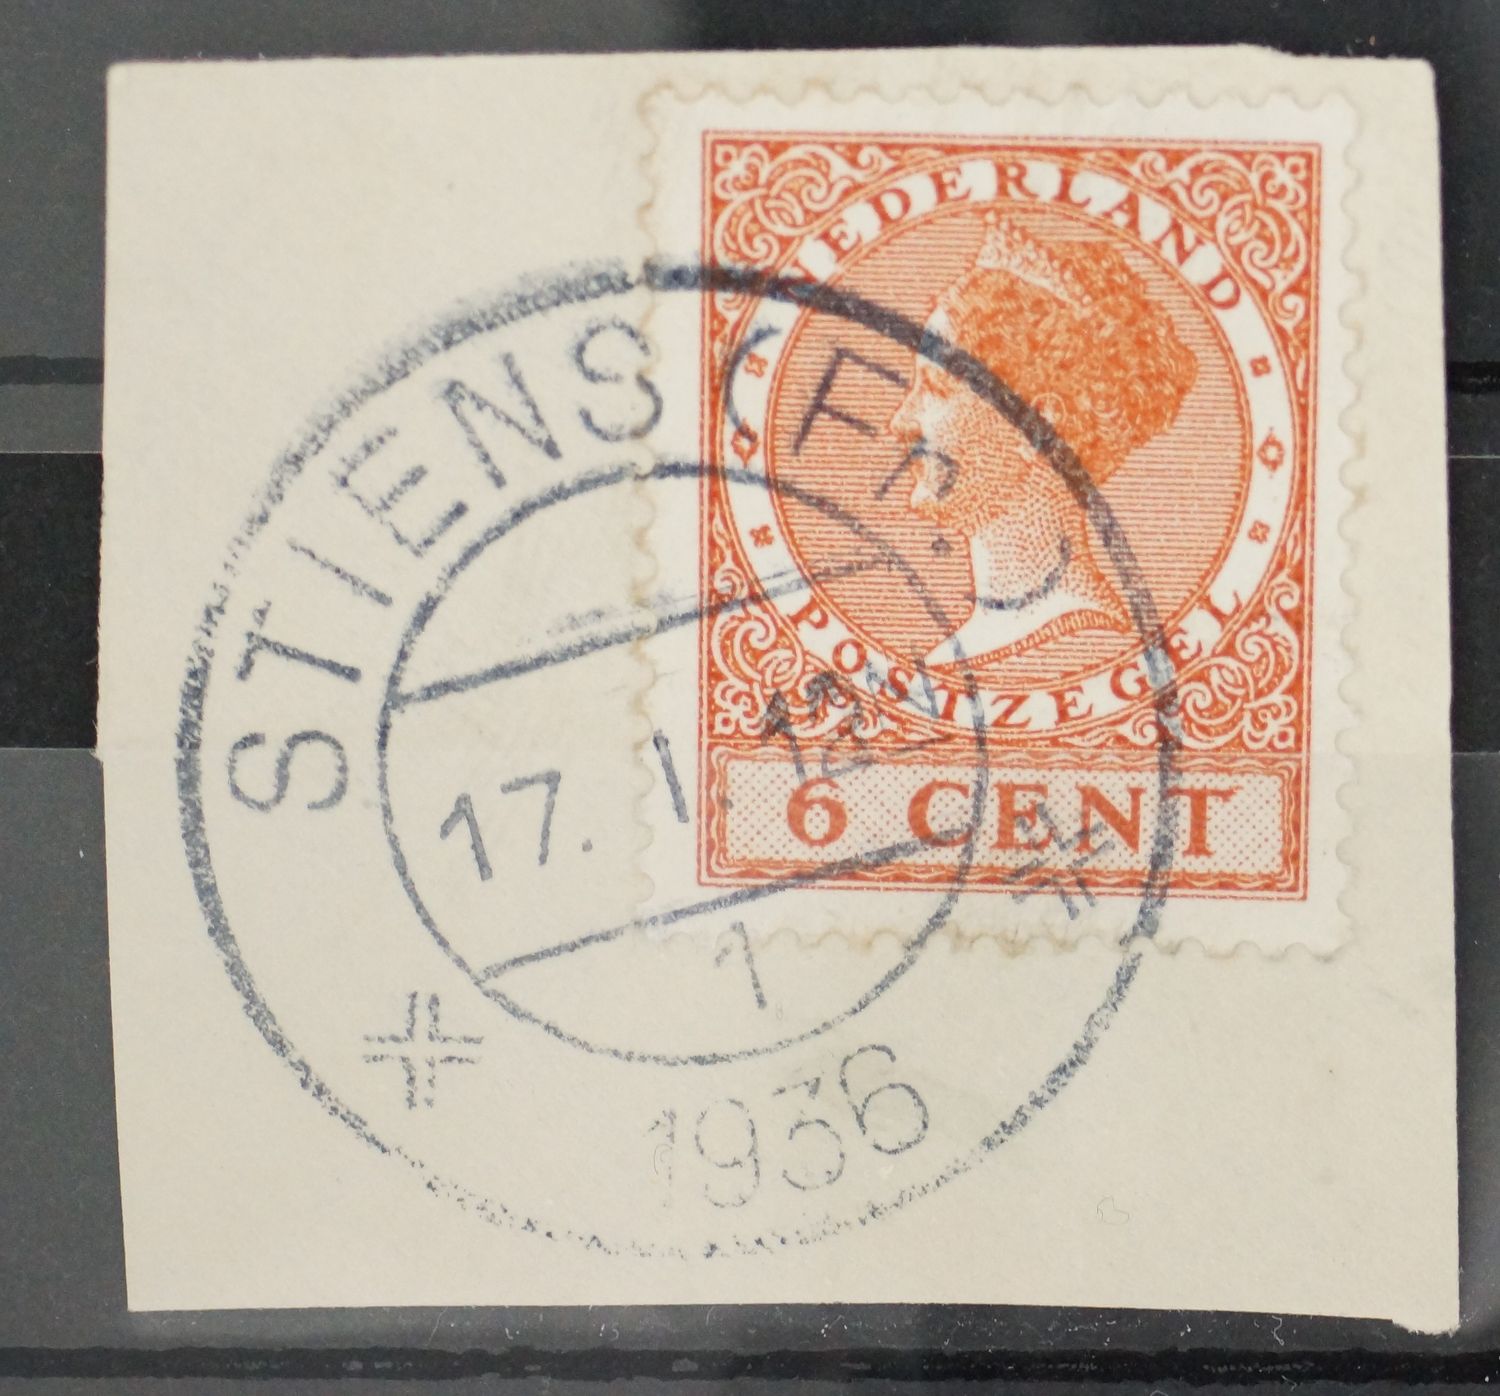 NEDERLAND
POSTZEGEL
6 CENT
STIENS (Fr.)
17. I.
1
1936